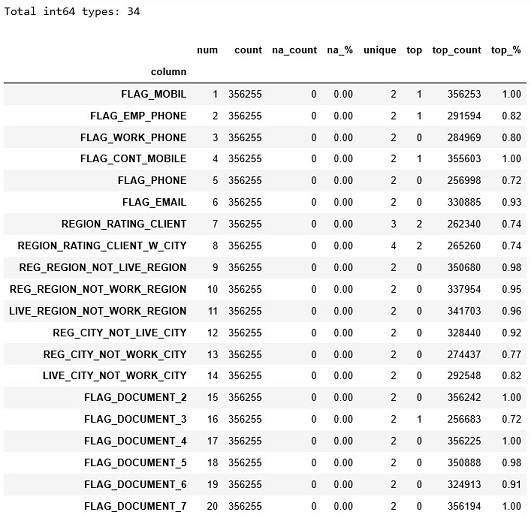 Total int64 types: 34
num count na_count na_% unique top top_count top_%
column
FLAG_MOBIL 1 356255 0 0.00 2 1 356253 1.00
FLAG_EMP_PHONE 2 356255 0 0.00 2 1 291594 0.82
FLAG_WORK_PHONE 3 356255 0 0.00 2 0 284969 0.80
FLAG_CONT_MOBILE 4 356255 0 0.00 2 1 355603 1.00
FLAG_PHONE 5 356255 0 0.00 2 0 256998 0.72
FLAG_EMAIL 6 356255 0 0.00 2 0 330885 0.93
REGION_RATING_CLIENT 7 356255 0 0.00 3 2 262340 0.74
REGION_RATING_CLIENT_W_CITY 8 356255 0 0.00 4 2 265260 0.74
REG_REGION_NOT_LIVE_REGION 9 356255 0 0.00 2 0 350680 0.98
REG_REGION_NOT_WORK_REGION 10 356255 0 0.00 2 0 337954 0.95
LIVE_REGION_NOT_WORK_REGION 11 356255 0 0.00 2 0 341703 0.96
REG_CITY_NOT_LIVE_CITY 12 356255 0 0.00 2 0 328440 0.92
REG_CITY_NOT_WORK_CITY 13 356255 0 0.00 2 0 274437 0.77
LIVE_CITY_NOT_WORK_CITY 14 356255 0 0.00 2 0 292548 0.82
FLAG_DOCUMENT_2 15 356255 0 0.00 2 0 356242 1.00
FLAG_DOCUMENT_3 16 356255 0 0.00 2 1 256683 0.72
FLAG_DOCUMENT_4 17 356255 0 0.00 2 0 356225 1.00
FLAG_DOCUMENT_5 18 356255 0 0.00 2 0 350888 0.98
FLAG_DOCUMENT_6 19 356255 0 0.00 2 0 324913 0.91
FLAG_DOCUMENT_7 20 356255 0 0.00 2 0 356194 1.00